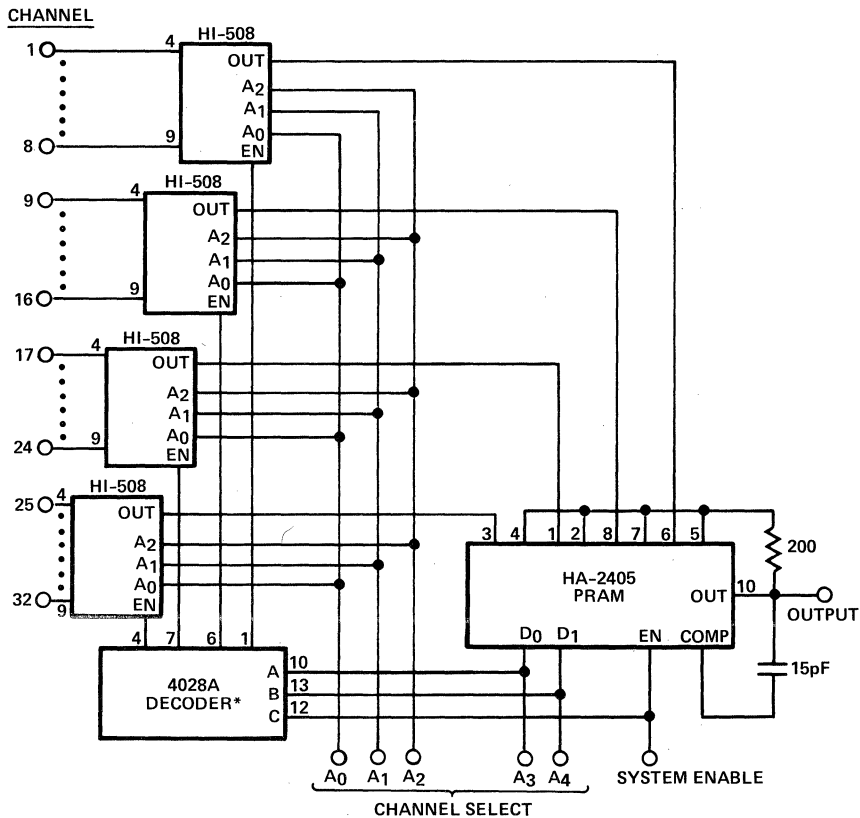 CHANNEL
HI-508
1 4 OUT
A2
A1
A0
8 9 EN
HI-508
9 4 OUT
A2
A1
A0
16 9 EN
HI-508
17 4 OUT
A2
A1
A0
24 9 EN
HI-508
25 4 OUT
A2
A1
A0
32 9 EN
3 4 1 2 8 7 6 5
200
HA-2405
PRAM
OUT 10
OUTPUT
D0 D1 EN COMP
15pF
4 7 6 1
4028A
DECODER*
A 10
B 13
C 12
A0 A1 A2 A3 A4 SYSTEM ENABLE
CHANNEL SELECT